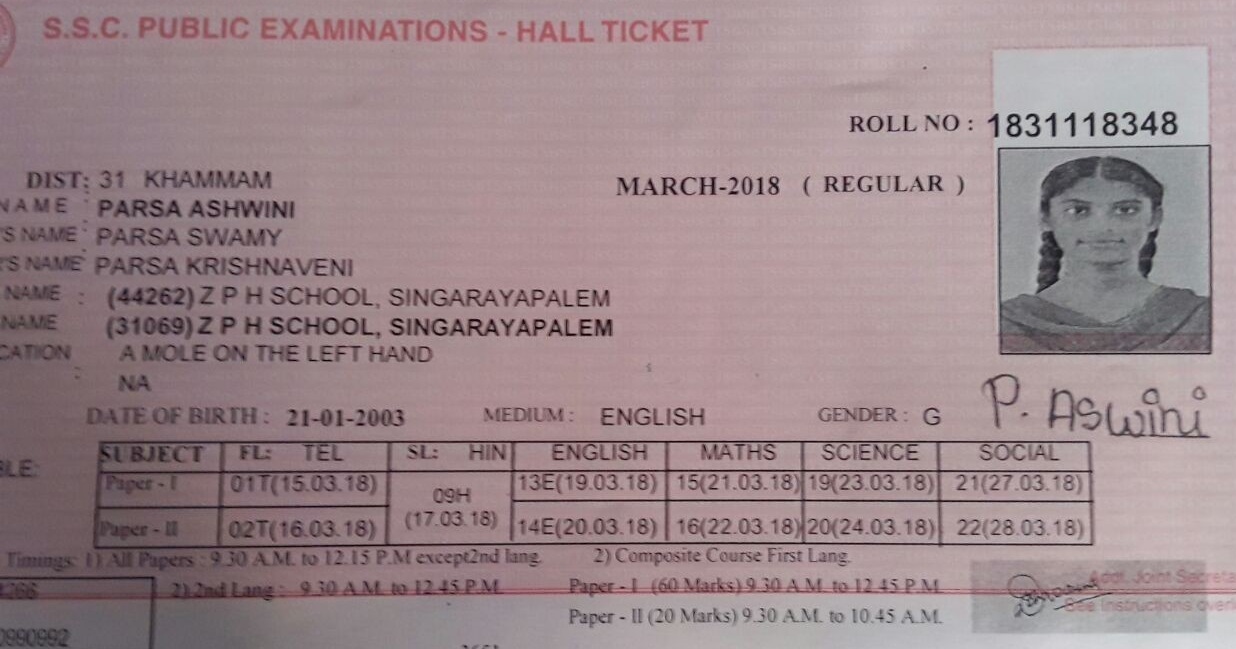 S.S.C. PUBLIC EXAMINATIONS - HALL TICKET
ROLL NO : 1831118348
DIST: 31 KHAMMAM
MARCH-2018 ( REGULAR )
NAME : PARSA ASHWINI
'S NAME : PARSA SWAMY
'S NAME PARSA KRISHNAVENI
NAME : (44262) Z P H SCHOOL, SINGARAYAPALEM
NAME (31069) Z P H SCHOOL, SINGARAYAPALEM
CATION : A MOLE ON THE LEFT HAND
NA
DATE OF BIRTH : 21-01-2003 MEDIUM : ENGLISH GENDER : G
P. Aswini
BLE: SUBJECT FL: TEL SL: HIN ENGLISH MATHS SCIENCE SOCIAL
Paper - I 01T(15.03.18) 09H (17.03.18) 13E(19.03.18) 15(21.03.18) 19(23.03.18) 21(27.03.18)
Paper - II 02T(16.03.18) 14E(20.03.18) 16(22.03.18) 20(24.03.18) 22(28.03.18)
Timings: 1) All Papers : 9.30 A.M. to 12.15 P.M except2nd lang. 2) Composite Course First Lang.
2) 2nd Lang : 9.30 A.M. to 12.45 P.M. Paper - I (60 Marks) 9.30 A.M. to 12.45 P.M.
Paper - II (20 Marks) 9.30 A.M. to 10.45 A.M.
Addl. Joint Secreta
See Instructions overl
266
0990992